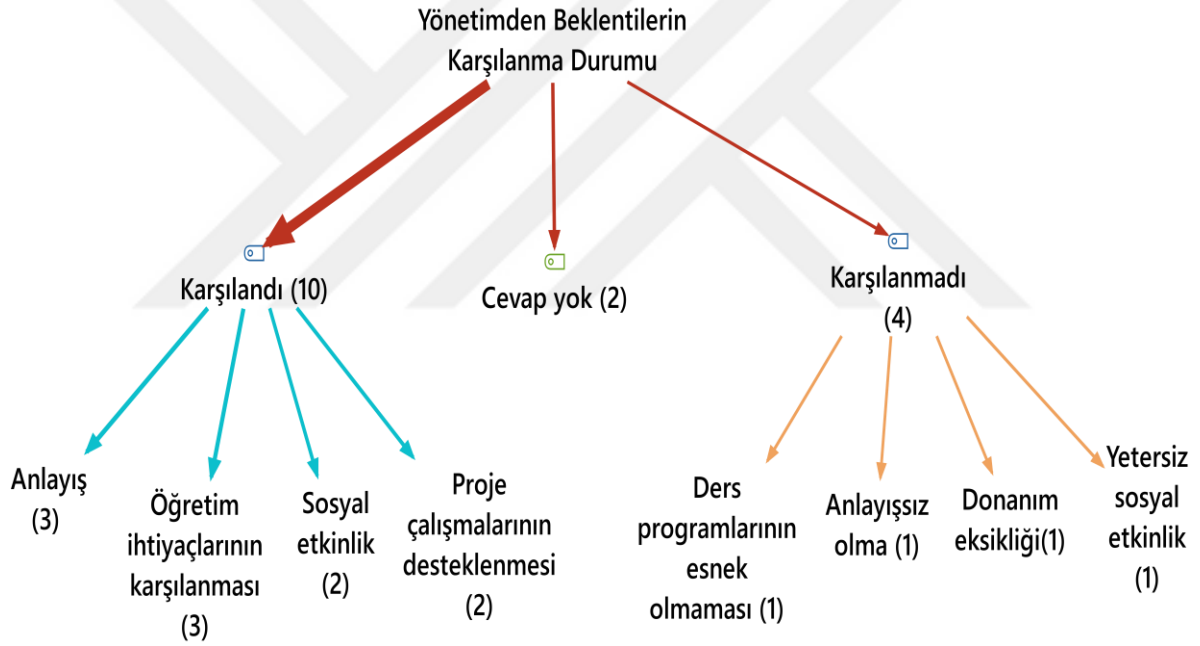 Yönetimden Beklentilerin
Karşılanma Durumu
Karşılandı (10)
Cevap yok (2)
Karşılanmadı
(4)
Anlayış
(3)
Öğretim
ihtiyaçlarının
karşılanması
(3)
Sosyal
etkinlik
(2)
Proje
çalışmalarının
desteklenmesi
(2)
Ders
programlarının
esnek
olmaması (1)
Anlayışsız
olma (1)
Donanım
eksikliği(1)
Yetersiz
sosyal
etkinlik
(1)